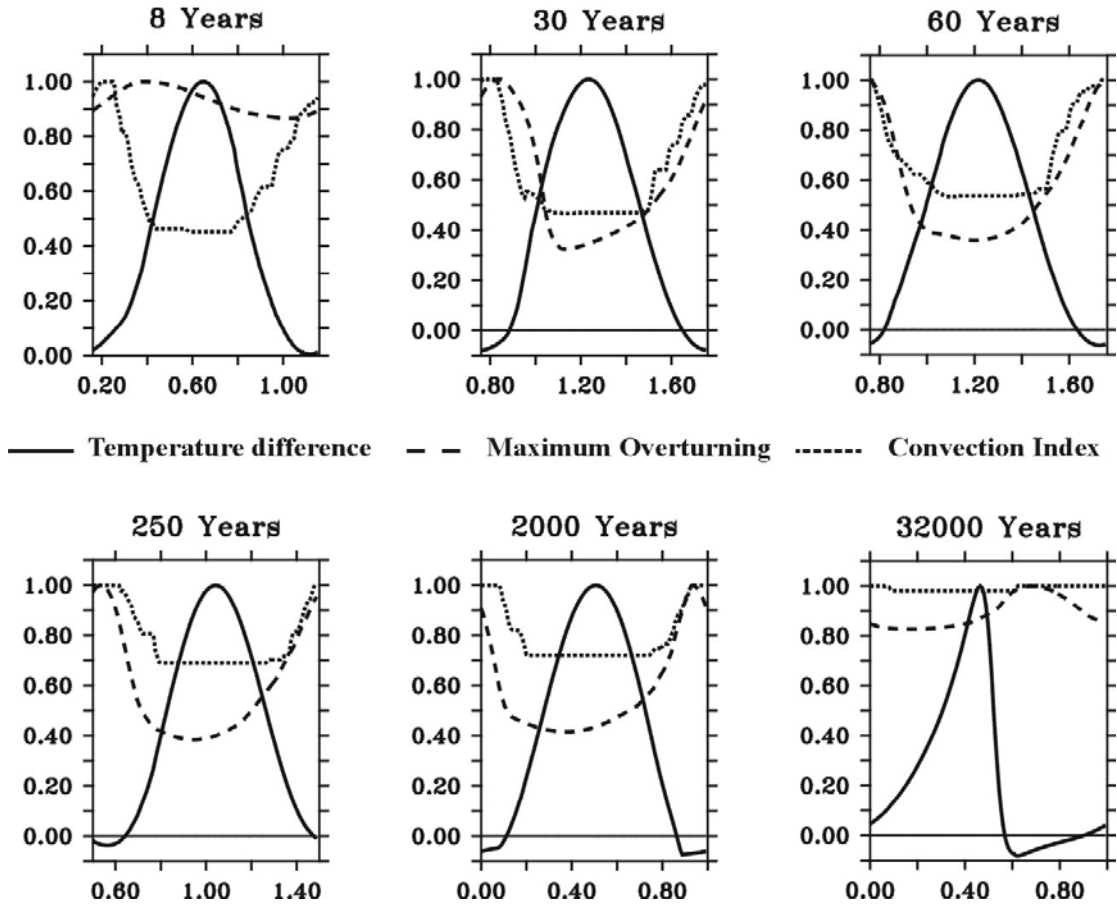 8 Years 30 Years 60 Years
1.00 1.00 1.00
0.80 0.80 0.80
0.60 0.60 0.60
0.40 0.40 0.40
0.20 0.20 0.20
0.00 0.00 0.00
0.20 0.60 1.00 0.80 1.20 1.60 0.80 1.20 1.60
Temperature difference Maximum Overturning Convection Index
250 Years 2000 Years 32000 Years
1.00 1.00 1.00
0.80 0.80 0.80
0.60 0.60 0.60
0.40 0.40 0.40
0.20 0.20 0.20
0.00 0.00 0.00
0.60 1.00 1.40 0.00 0.40 0.80 0.00 0.40 0.80